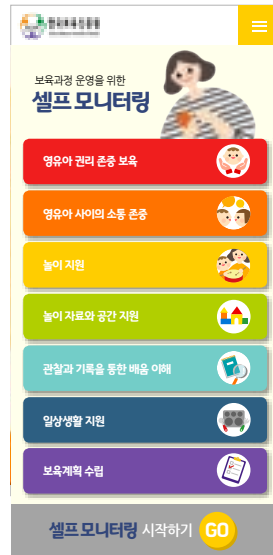 보육과정 운영을 위한
셀프 모니터링
영유아 권리 존중 보육
영유아 사이의 소통 존중
놀이 지원
놀이 자료와 공간 지원
관찰과 기록을 통한 배움 이해
일상생활 지원
보육계획 수립
셀프 모니터링 시작하기 GO